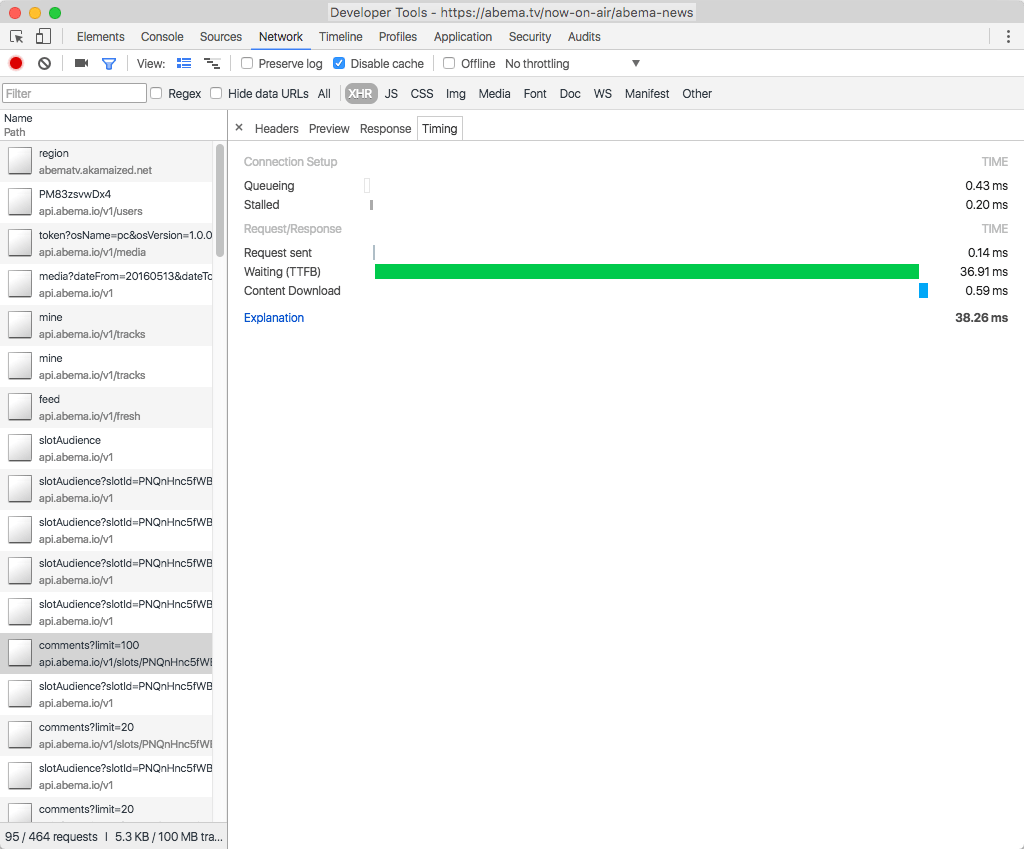 Developer Tools - https://abema.tv/now-on-air/abema-news
Elements Console Sources Network Timeline Profiles Application Security Audits
View: Preserve log Disable cache Offline No throttling
Filter Regex Hide data URLs All XHR JS CSS Img Media Font Doc WS Manifest Other
Name
Path
region
abematv.akamaized.net
PM83zsvwDx4
api.abema.io/v1/users
token?osName=pc&osVersion=1.0.0
api.abema.io/v1/media
media?dateFrom=20160513&dateTo
api.abema.io/v1
mine
api.abema.io/v1/tracks
mine
api.abema.io/v1/tracks
feed
api.abema.io/v1/fresh
slotAudience
api.abema.io/v1
slotAudience?slotId=PNQnHnc5fWB
api.abema.io/v1
slotAudience?slotId=PNQnHnc5fWB
api.abema.io/v1
slotAudience?slotId=PNQnHnc5fWB
api.abema.io/v1
slotAudience?slotId=PNQnHnc5fWB
api.abema.io/v1
comments?limit=100
api.abema.io/v1/slots/PNQnHnc5fWB
slotAudience?slotId=PNQnHnc5fWB
api.abema.io/v1
comments?limit=20
api.abema.io/v1/slots/PNQnHnc5fWB
slotAudience?slotId=PNQnHnc5fWB
api.abema.io/v1
comments?limit=20
95 / 464 requests I 5.3 KB / 100 MB tra...
× Headers Preview Response Timing
Connection Setup TIME
Queueing 0.43 ms
Stalled 0.20 ms
Request/Response TIME
Request sent 0.14 ms
Waiting (TTFB) 36.91 ms
Content Download 0.59 ms
Explanation 38.26 ms